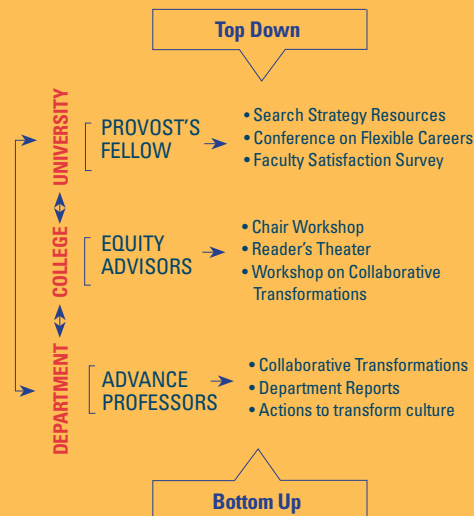 Top Down
UNIVERSITY
PROVOST'S
FELLOW
• Search Strategy Resources
• Conference on Flexible Careers
• Faculty Satisfaction Survey
COLLEGE
EQUITY
ADVISORS
• Chair Workshop
• Reader's Theater
• Workshop on Collaborative
Transformations
DEPARTMENT
ADVANCE
PROFESSORS
• Collaborative Transformations
• Department Reports
• Actions to transform culture
Bottom Up